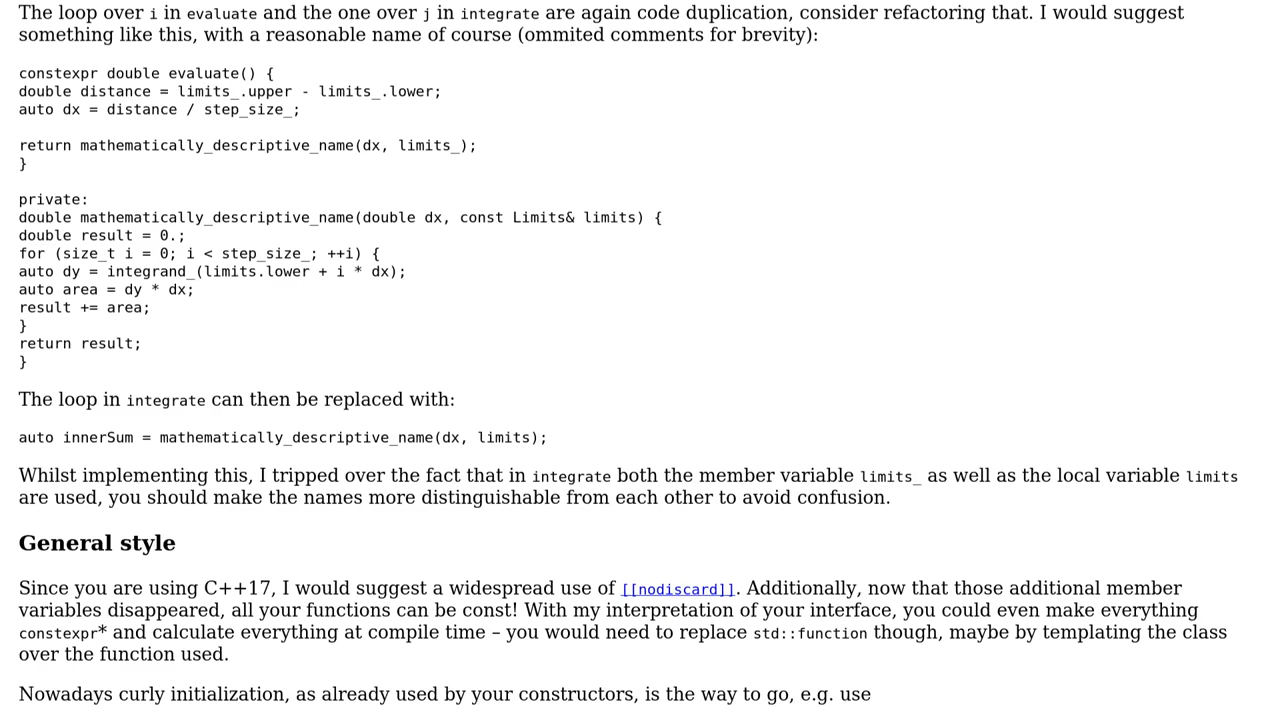 The loop over i in evaluate and the one over j in integrate are again code duplication, consider refactoring that. I would suggest
something like this, with a reasonable name of course (ommited comments for brevity):
constexpr double evaluate() {
double distance = limits_.upper - limits_.lower;
auto dx = distance / step_size_;
return mathematically_descriptive_name(dx, limits_);
}
private:
double mathematically_descriptive_name(double dx, const Limits& limits) {
double result = 0.;
for (size_t i = 0; i < step_size_; ++i) {
auto dy = integrand_(limits.lower + i * dx);
auto area = dy * dx;
result += area;
}
return result;
}
The loop in integrate can then be replaced with:
auto innerSum = mathematically_descriptive_name(dx, limits);
Whilst implementing this, I tripped over the fact that in integrate both the member variable limits_ as well as the local variable limits
are used, you should make the names more distinguishable from each other to avoid confusion.
General style
Since you are using C++17, I would suggest a widespread use of [[nodiscard]]. Additionally, now that those additional member
variables disappeared, all your functions can be const! With my interpretation of your interface, you could even make everything
constexpr* and calculate everything at compile time – you would need to replace std::function though, maybe by templating the class
over the function used.
Nowadays curly initialization, as already used by your constructors, is the way to go, e.g. use